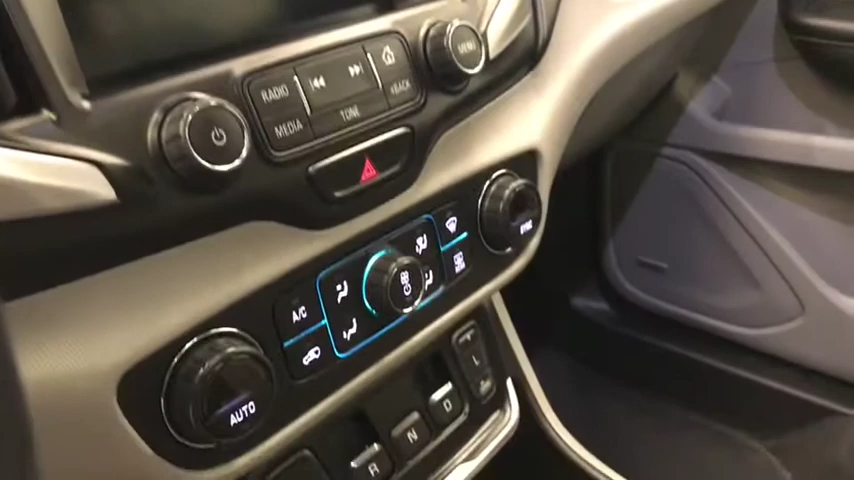 RADIO
MEDIA
TONE
BACK
MENU
A/C
AUTO
SYNC
R
N
D